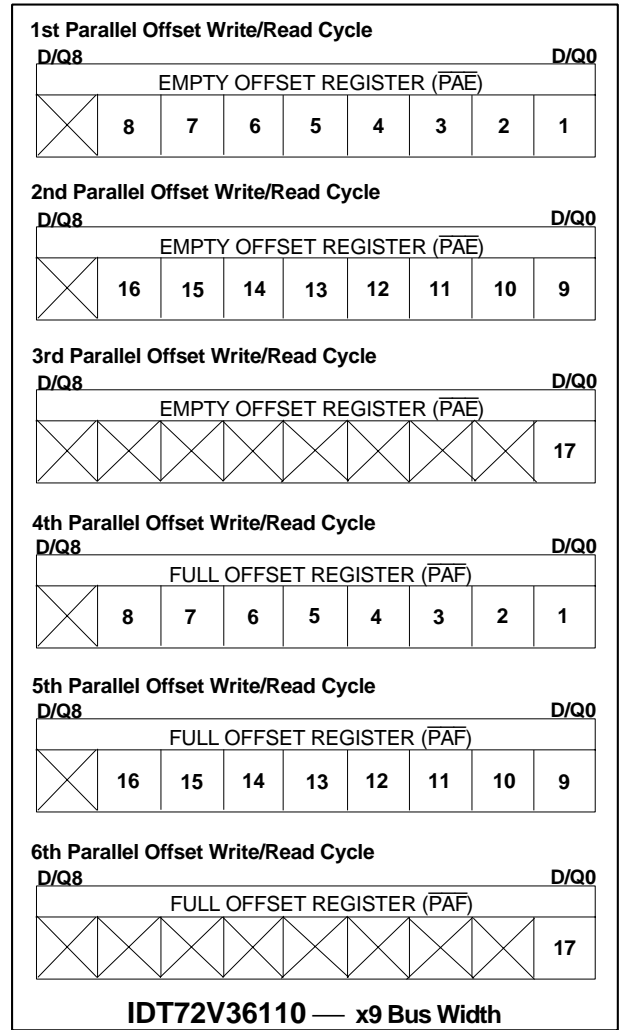 1st Parallel Offset Write/Read Cycle
D/Q8 D/Q0
EMPTY OFFSET REGISTER (PAE)
8 7 6 5 4 3 2 1
2nd Parallel Offset Write/Read Cycle
D/Q8 D/Q0
EMPTY OFFSET REGISTER (PAE)
16 15 14 13 12 11 10 9
3rd Parallel Offset Write/Read Cycle
D/Q8 D/Q0
EMPTY OFFSET REGISTER (PAE)
17
4th Parallel Offset Write/Read Cycle
D/Q8 D/Q0
FULL OFFSET REGISTER (PAF)
8 7 6 5 4 3 2 1
5th Parallel Offset Write/Read Cycle
D/Q8 D/Q0
FULL OFFSET REGISTER (PAF)
16 15 14 13 12 11 10 9
6th Parallel Offset Write/Read Cycle
D/Q8 D/Q0
FULL OFFSET REGISTER (PAF)
17
IDT72V36110 — x9 Bus Width